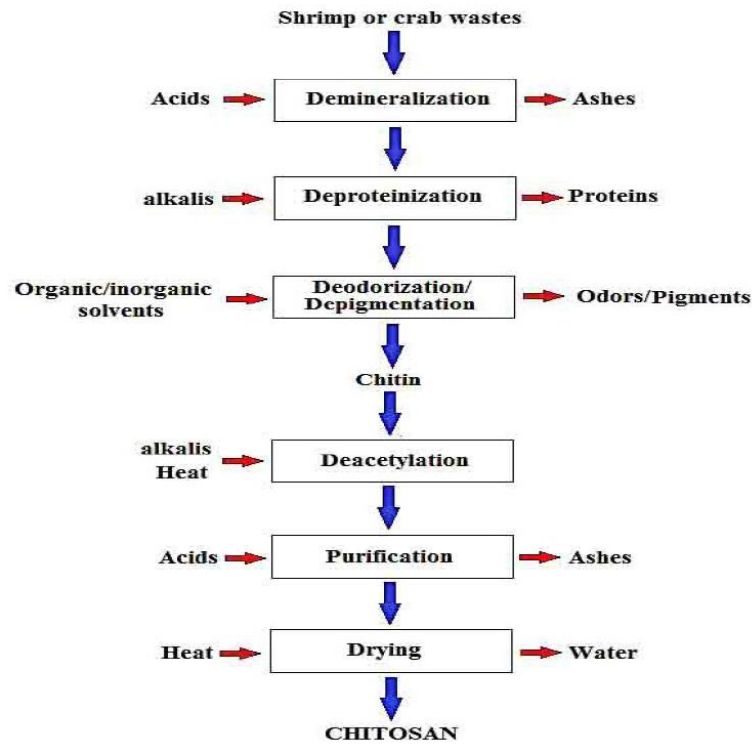 Shrimp or crab wastes
Acids
Demineralization
Ashes
alkalis
Deproteinization
Proteins
Organic/inorganic
solvents
Deodorization/
Depigmentation
Odors/Pigments
Chitin
alkalis
Heat
Deacetylation
Acids
Purification
Ashes
Heat
Drying
Water
CHITOSAN